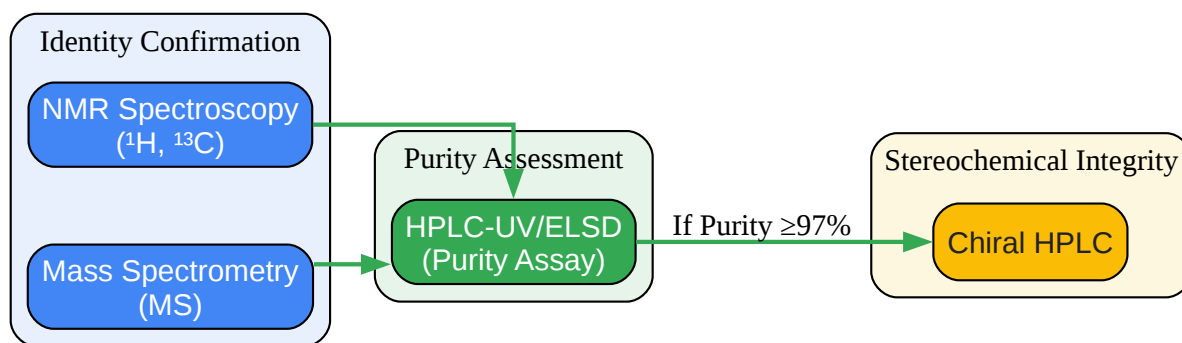 Identity Confirmation
NMR Spectroscopy
(¹H, ¹³C)
Mass Spectrometry
(MS)
Purity Assessment
HPLC-UV/ELSD
(Purity Assay)
If Purity ≥97%
Stereochemical Integrity
Chiral HPLC